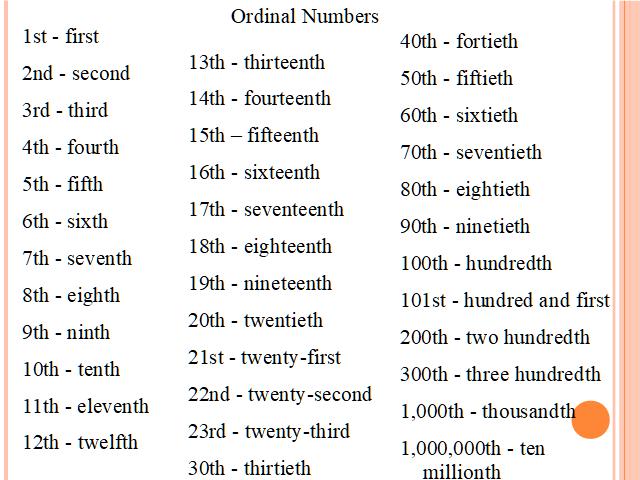 Ordinal Numbers
1st - first
2nd - second
3rd - third
4th - fourth
5th - fifth
6th - sixth
7th - seventh
8th - eighth
9th - ninth
10th - tenth
11th - eleventh
12th - twelfth
13th - thirteenth
14th - fourteenth
15th – fifteenth
16th - sixteenth
17th - seventeenth
18th - eighteenth
19th - nineteenth
20th - twentieth
21st - twenty-first
22nd - twenty-second
23rd - twenty-third
30th - thirtieth
40th - fortieth
50th - fiftieth
60th - sixtieth
70th - seventieth
80th - eightieth
90th - ninetieth
100th - hundredth
101st - hundred and first
200th - two hundredth
300th - three hundredth
1,000th - thousandth
1,000,000th - ten
millionth